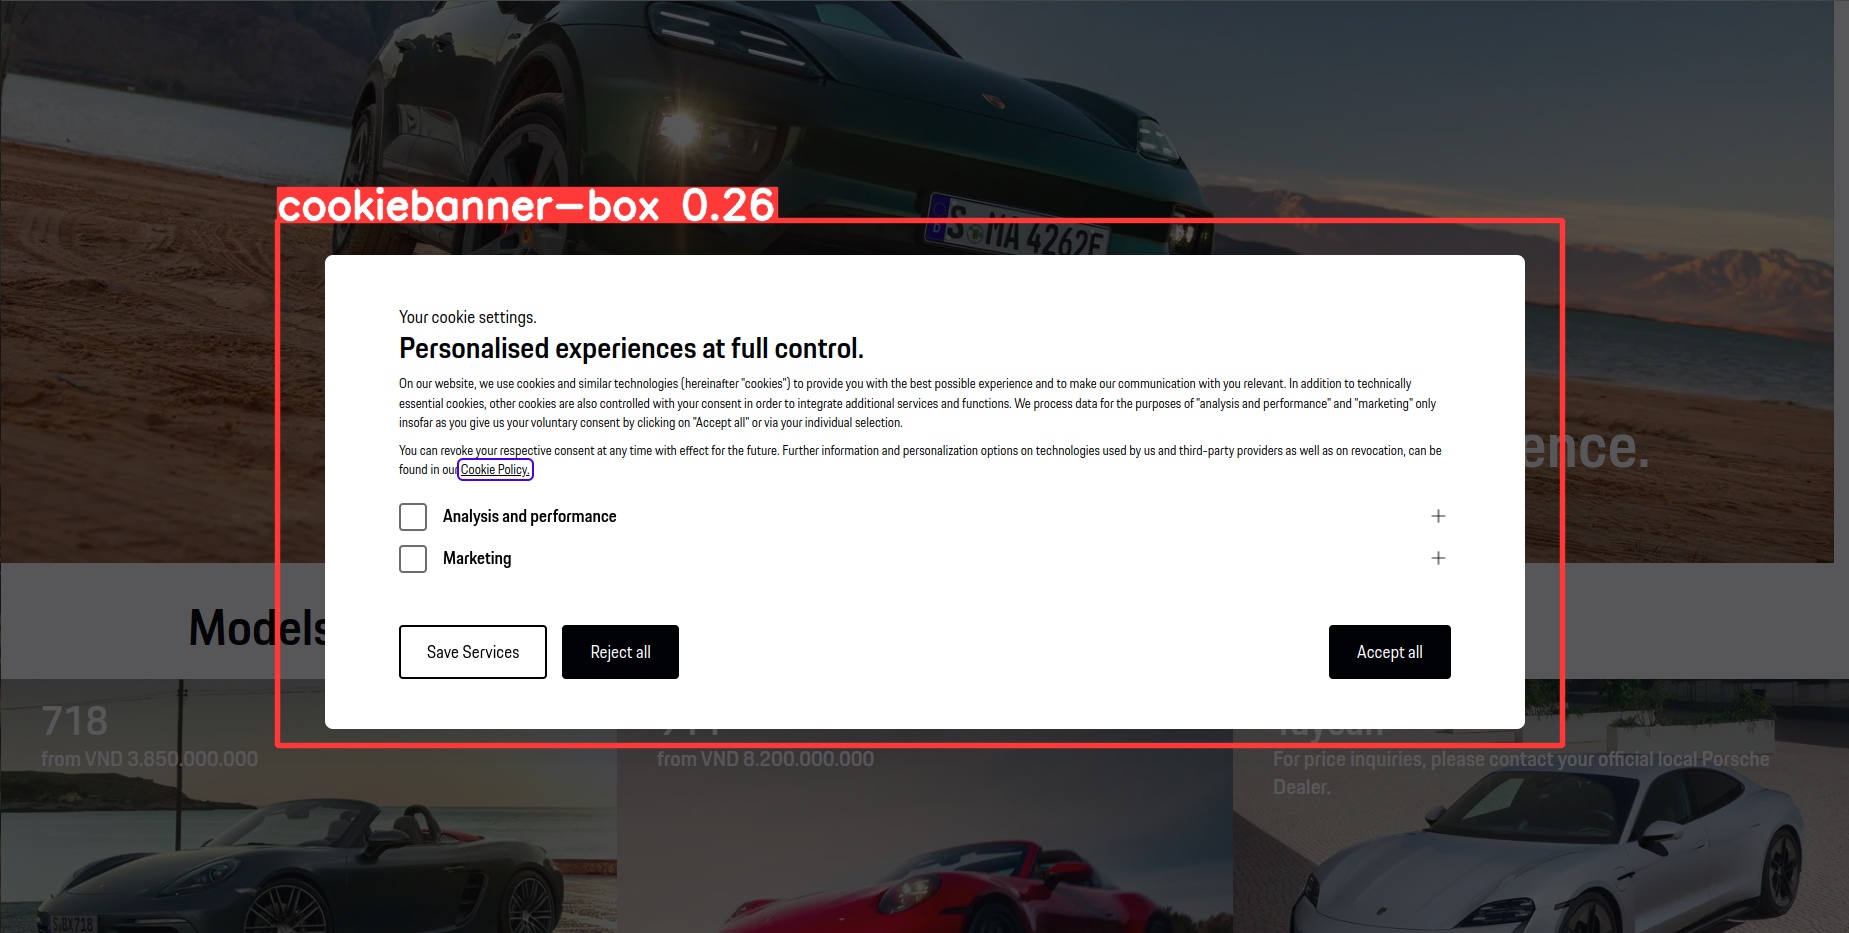 cookiebanner-box 0.26
S MA 4262E
Your cookie settings.
Personalised experiences at full control.
On our website, we use cookies and similar technologies (hereinafter "cookies") to provide you with the best possible experience and to make our communication with you relevant. In addition to technically
essential cookies, other cookies are also controlled with your consent in order to integrate additional services and functions. We process data for the purposes of "analysis and performance" and "marketing" only
insofar as you give us your voluntary consent by clicking on "Accept all" or via your individual selection.
ence.
You can revoke your respective consent at any time with effect for the future. Further information and personalization options on technologies used by us and third-party providers as well as on revocation, can be
found in our Cookie Policy.
Analysis and performance
Marketing
Models
Save Services Reject all Accept all
718
from VND 3.850.000.000
from VND 8.200.000.000
Taycan
For price inquiries, please contact your official local Porsche
Dealer.
S:BX718